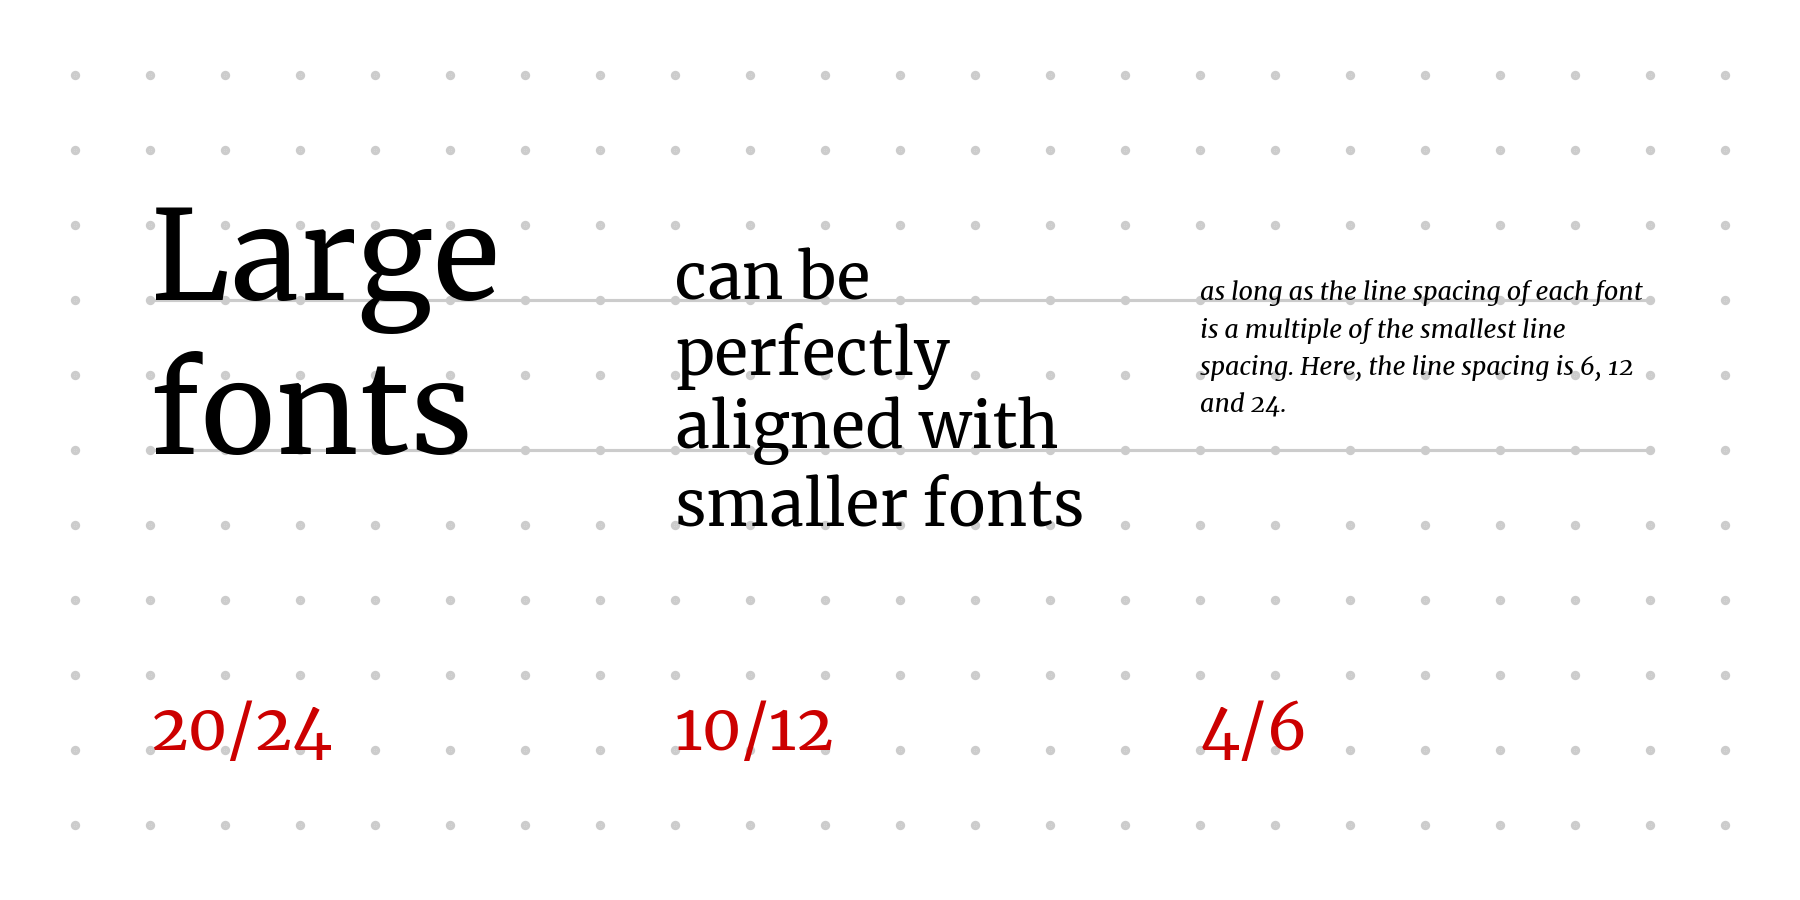 Large
fonts
can be
perfectly
aligned with
smaller fonts
as long as the line spacing of each font
is a multiple of the smallest line
spacing. Here, the line spacing is 6, 12
and 24.
20/24
10/12
4/6